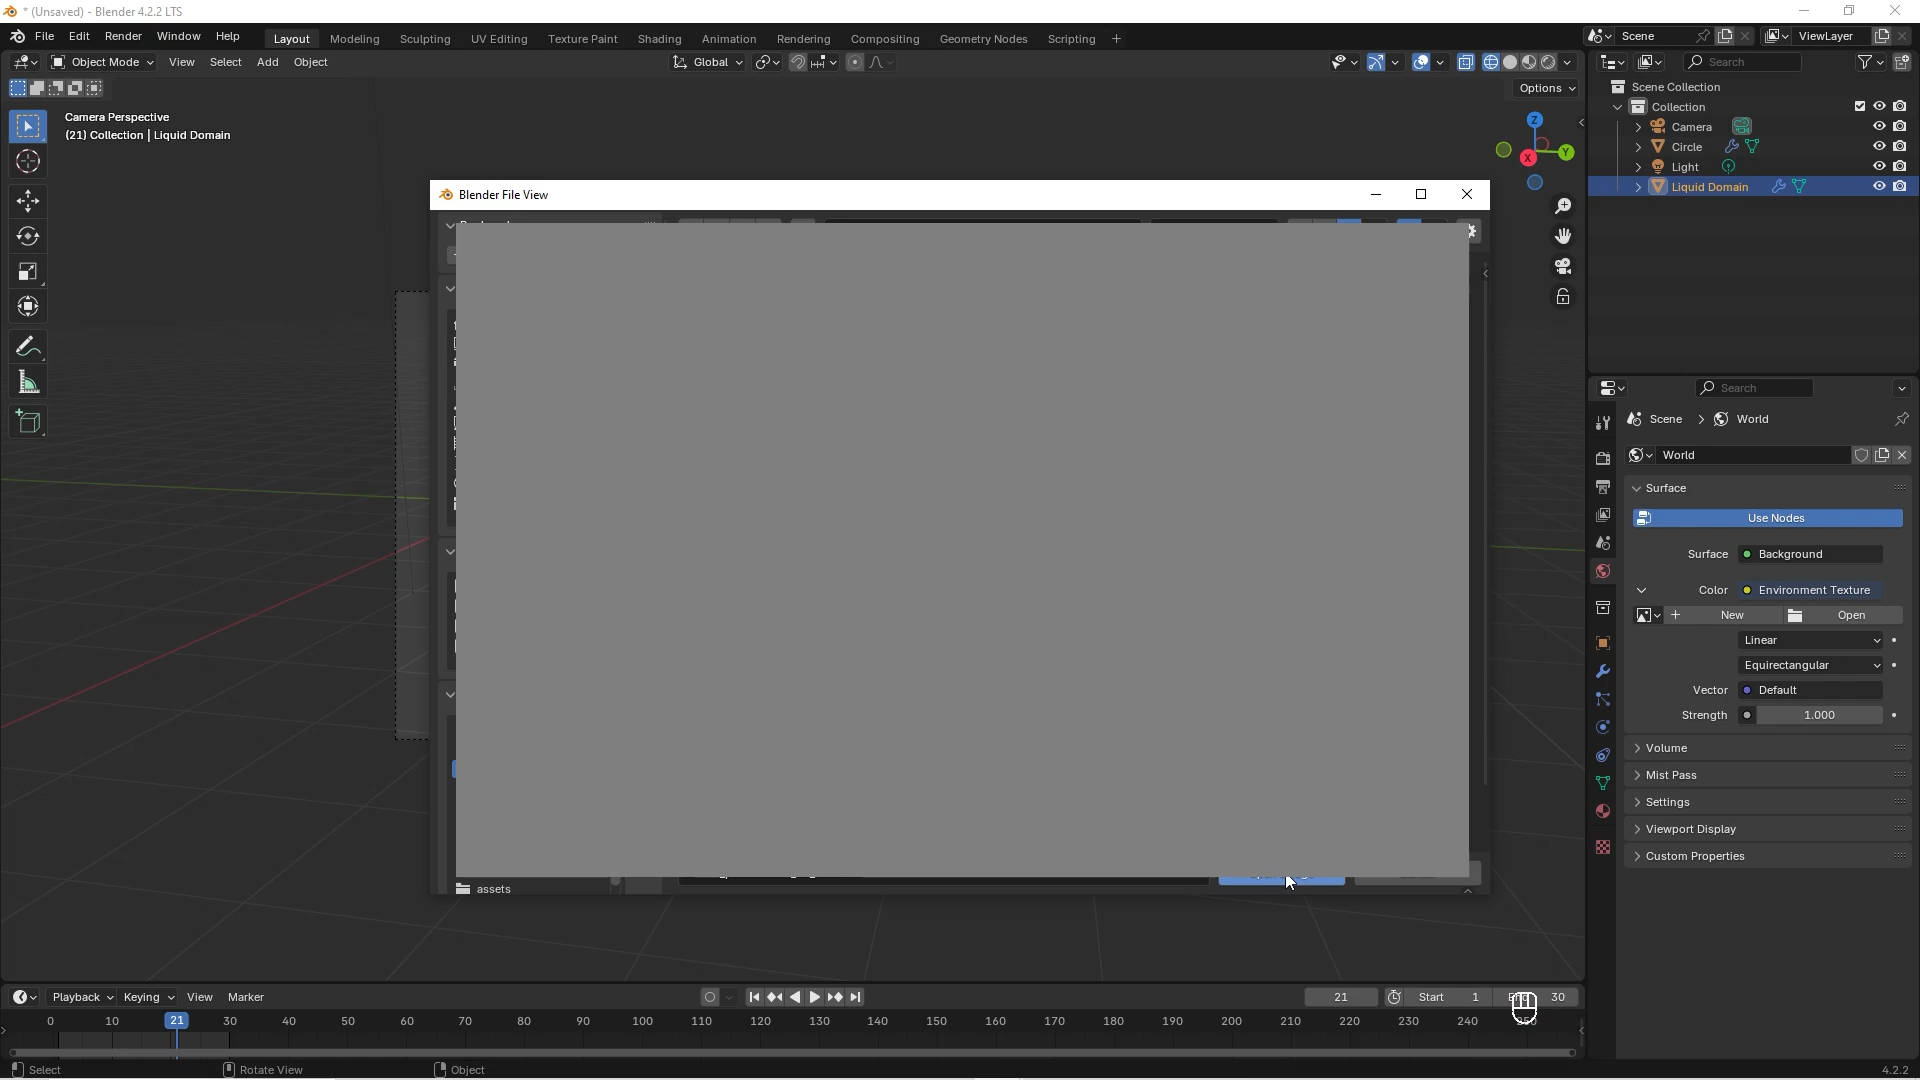 * (Unsaved) - Blender 4.2.2 LTS
File Edit Render Window Help Layout Modeling Sculpting UV Editing Texture Paint Shading Animation Rendering Compositing Geometry Nodes Scripting + Scene ViewLayer
Object Mode View Select Add Object Global Search
Options
Camera Perspective
(21) Collection | Liquid Domain
Z
Y
X
Scene Collection
Collection
Camera
Circle
Light
Liquid Domain
Blender File View
assets
Search
Scene > World
World
Surface
Use Nodes
Surface Background
Color Environment Texture
New Open
Linear
Equirectangular
Vector Default
Strength 1.000
Volume
Mist Pass
Settings
Viewport Display
Custom Properties
Playback Keying View Marker 21 Start 1 30
0 10 21 30 40 50 60 70 80 90 100 110 120 130 140 150 160 170 180 190 200 210 220 230 240 250
Select Rotate View Object 4.2.2